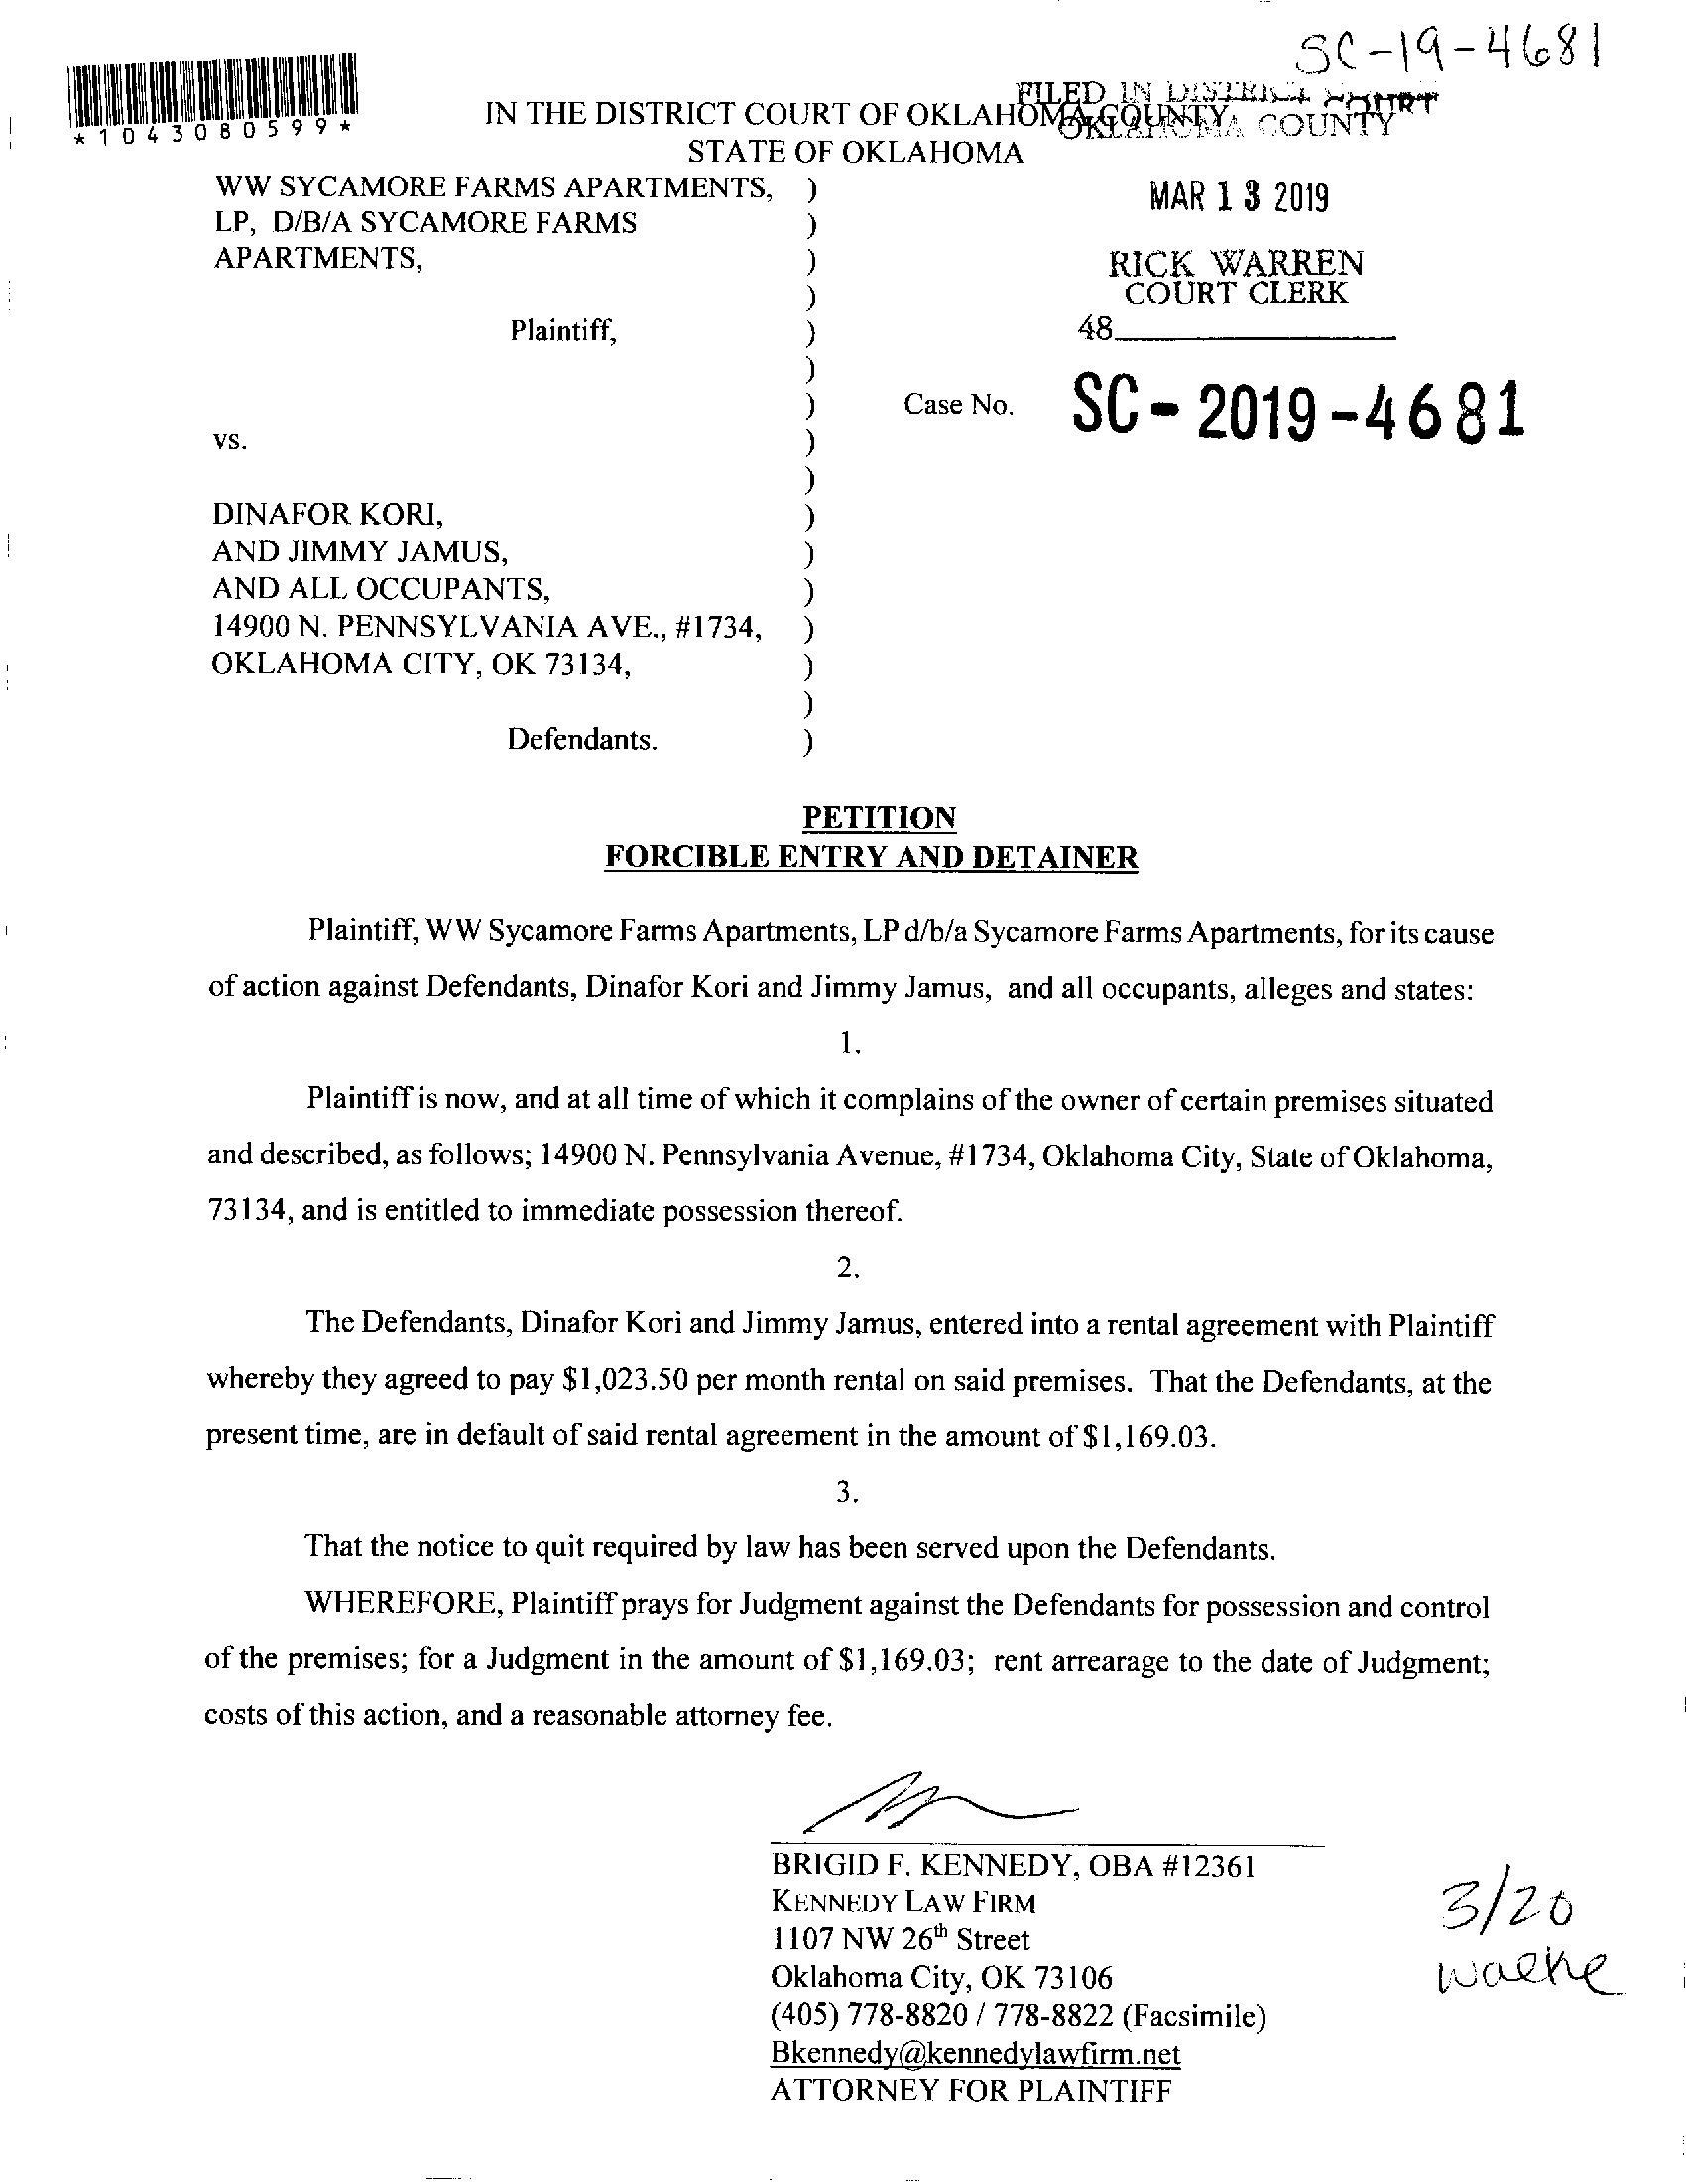 SC-19-4681
*1043080599*
FILED IN DISTRICT COURT
OKLAHOMA COUNTY
IN THE DISTRICT COURT OF OKLAHOMA COUNTY
STATE OF OKLAHOMA
MAR 13 2019
RICK WARREN
COURT CLERK
48
WW SYCAMORE FARMS APARTMENTS, )
LP, D/B/A SYCAMORE FARMS )
APARTMENTS, )
)
Plaintiff, )
)
) Case No. SC-2019-4681
vs. )
)
DINAFOR KORI, )
AND JIMMY JAMUS, )
AND ALL OCCUPANTS, )
14900 N. PENNSYLVANIA AVE., #1734, )
OKLAHOMA CITY, OK 73134, )
)
Defendants. )
PETITION
FORCIBLE ENTRY AND DETAINER
Plaintiff, WW Sycamore Farms Apartments, LP d/b/a Sycamore Farms Apartments, for its cause
of action against Defendants, Dinafor Kori and Jimmy Jamus, and all occupants, alleges and states:
1.
Plaintiff is now, and at all time of which it complains of the owner of certain premises situated
and described, as follows; 14900 N. Pennsylvania Avenue, #1734, Oklahoma City, State of Oklahoma,
73134, and is entitled to immediate possession thereof.
2.
The Defendants, Dinafor Kori and Jimmy Jamus, entered into a rental agreement with Plaintiff
whereby they agreed to pay $1,023.50 per month rental on said premises. That the Defendants, at the
present time, are in default of said rental agreement in the amount of $1,169.03.
3.
That the notice to quit required by law has been served upon the Defendants.
WHEREFORE, Plaintiff prays for Judgment against the Defendants for possession and control
of the premises; for a Judgment in the amount of $1,169.03; rent arrearage to the date of Judgment;
costs of this action, and a reasonable attorney fee.
BRIGID F. KENNEDY, OBA #12361
KENNEDY LAW FIRM
1107 NW 26th Street
Oklahoma City, OK 73106
(405) 778-8820 / 778-8822 (Facsimile)
Bkennedy@kennedylawfirm.net
ATTORNEY FOR PLAINTIFF
3/20